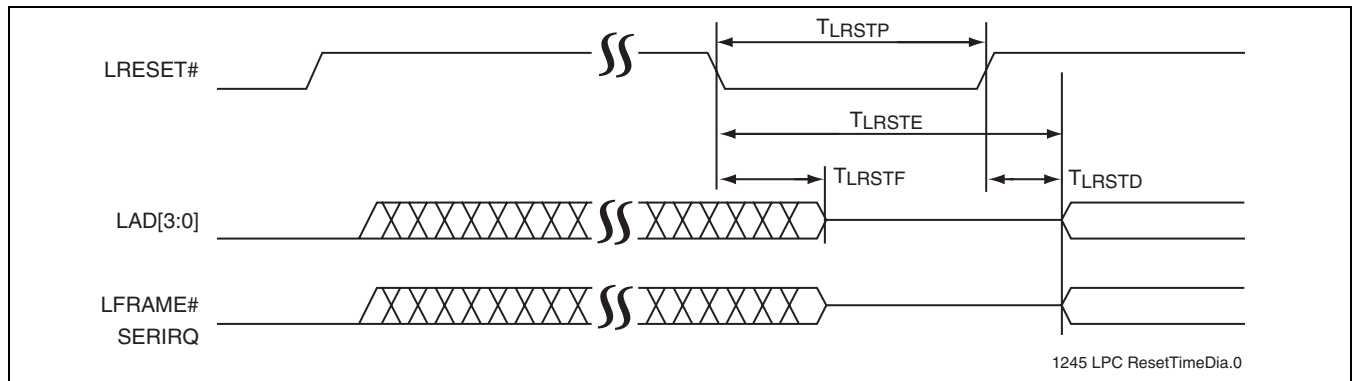 TLRSTP
LRESET#
TLRSTE
TLRSTF
TLRSTD
LAD[3:0]
LFRAME#
SERIRQ
1245 LPC ResetTimeDia.0